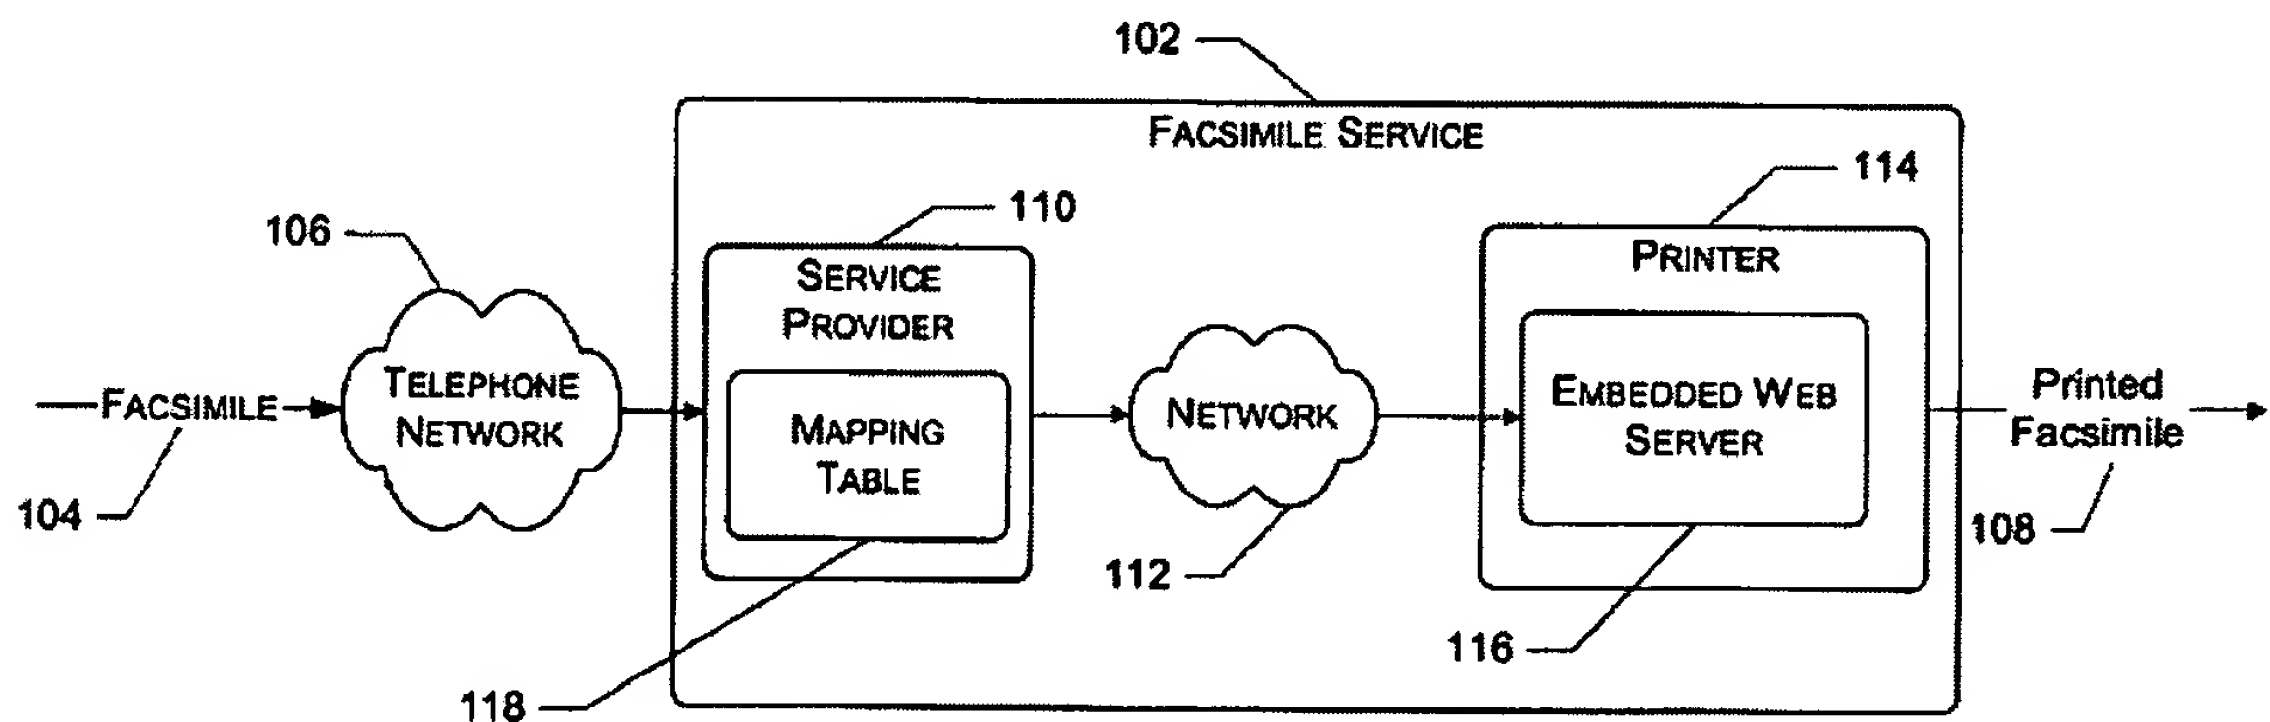 102
FACSIMILE SERVICE
114
110
106
PRINTER
SERVICE
PROVIDER
TELEPHONE
NETWORK
FACSIMILE
MAPPING
TABLE
NETWORK
EMBEDDED WEB
SERVER
Printed
Facsimile
104
108
112
116
118